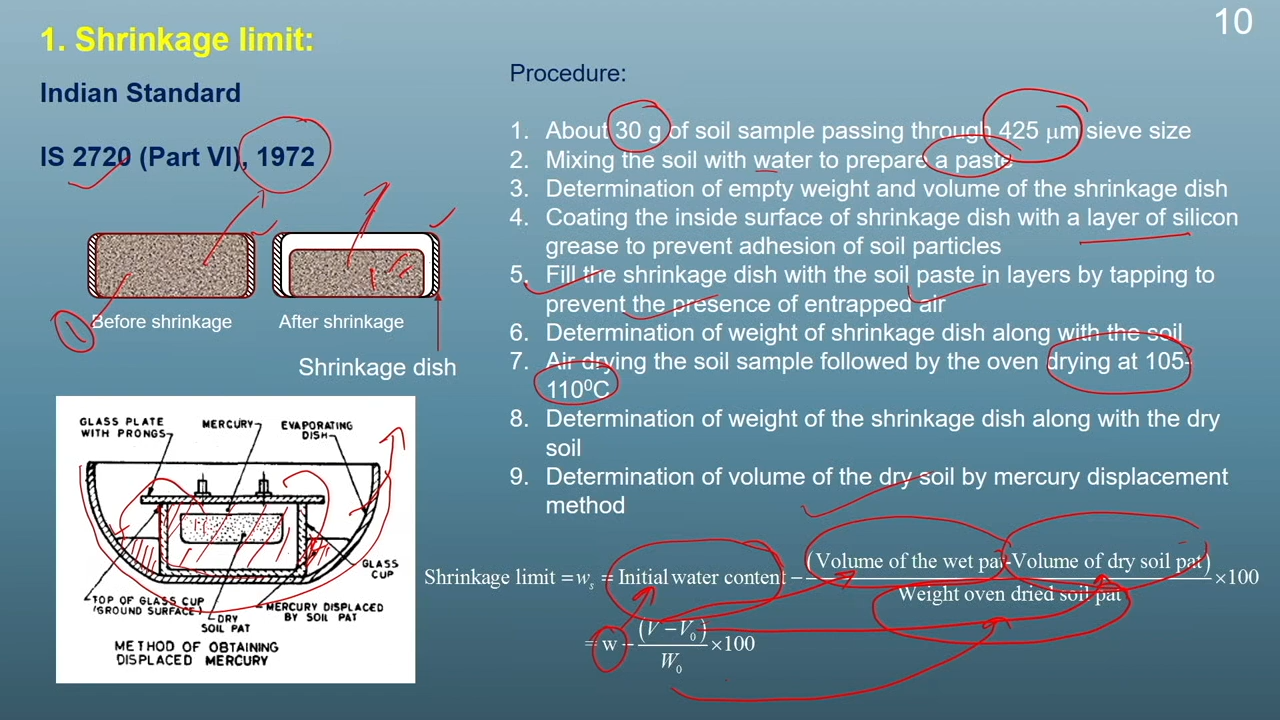 10
1. Shrinkage limit:
Indian Standard
IS 2720 (Part VI), 1972
Before shrinkage
After shrinkage
Shrinkage dish
GLASS PLATE
WITH PRONGS
MERCURY
EVAPORATING
DISH
GLASS
CUP
TOP OF GLASS CUP
(GROUND SURFACE)
DRY
SOIL PAT
MERCURY DISPLACED
BY SOIL PAT
METHOD OF OBTAINING
DISPLACED MERCURY
Procedure:
1. About 30 g of soil sample passing through 425 μm sieve size
2. Mixing the soil with water to prepare a paste
3. Determination of empty weight and volume of the shrinkage dish
4. Coating the inside surface of shrinkage dish with a layer of silicon
grease to prevent adhesion of soil particles
5. Fill the shrinkage dish with the soil paste in layers by tapping to
prevent the presence of entrapped air
6. Determination of weight of shrinkage dish along with the soil
7. Air drying the soil sample followed by the oven drying at 105-
110⁰C
8. Determination of weight of the shrinkage dish along with the dry
soil
9. Determination of volume of the dry soil by mercury displacement
method
(Volume of the wet pat-Volume of dry soil pat)
Shrinkage limit = wₛ = Initial water content − ×100
Weight oven dried soil pat
= w − (V − V₀) ×100
W₀